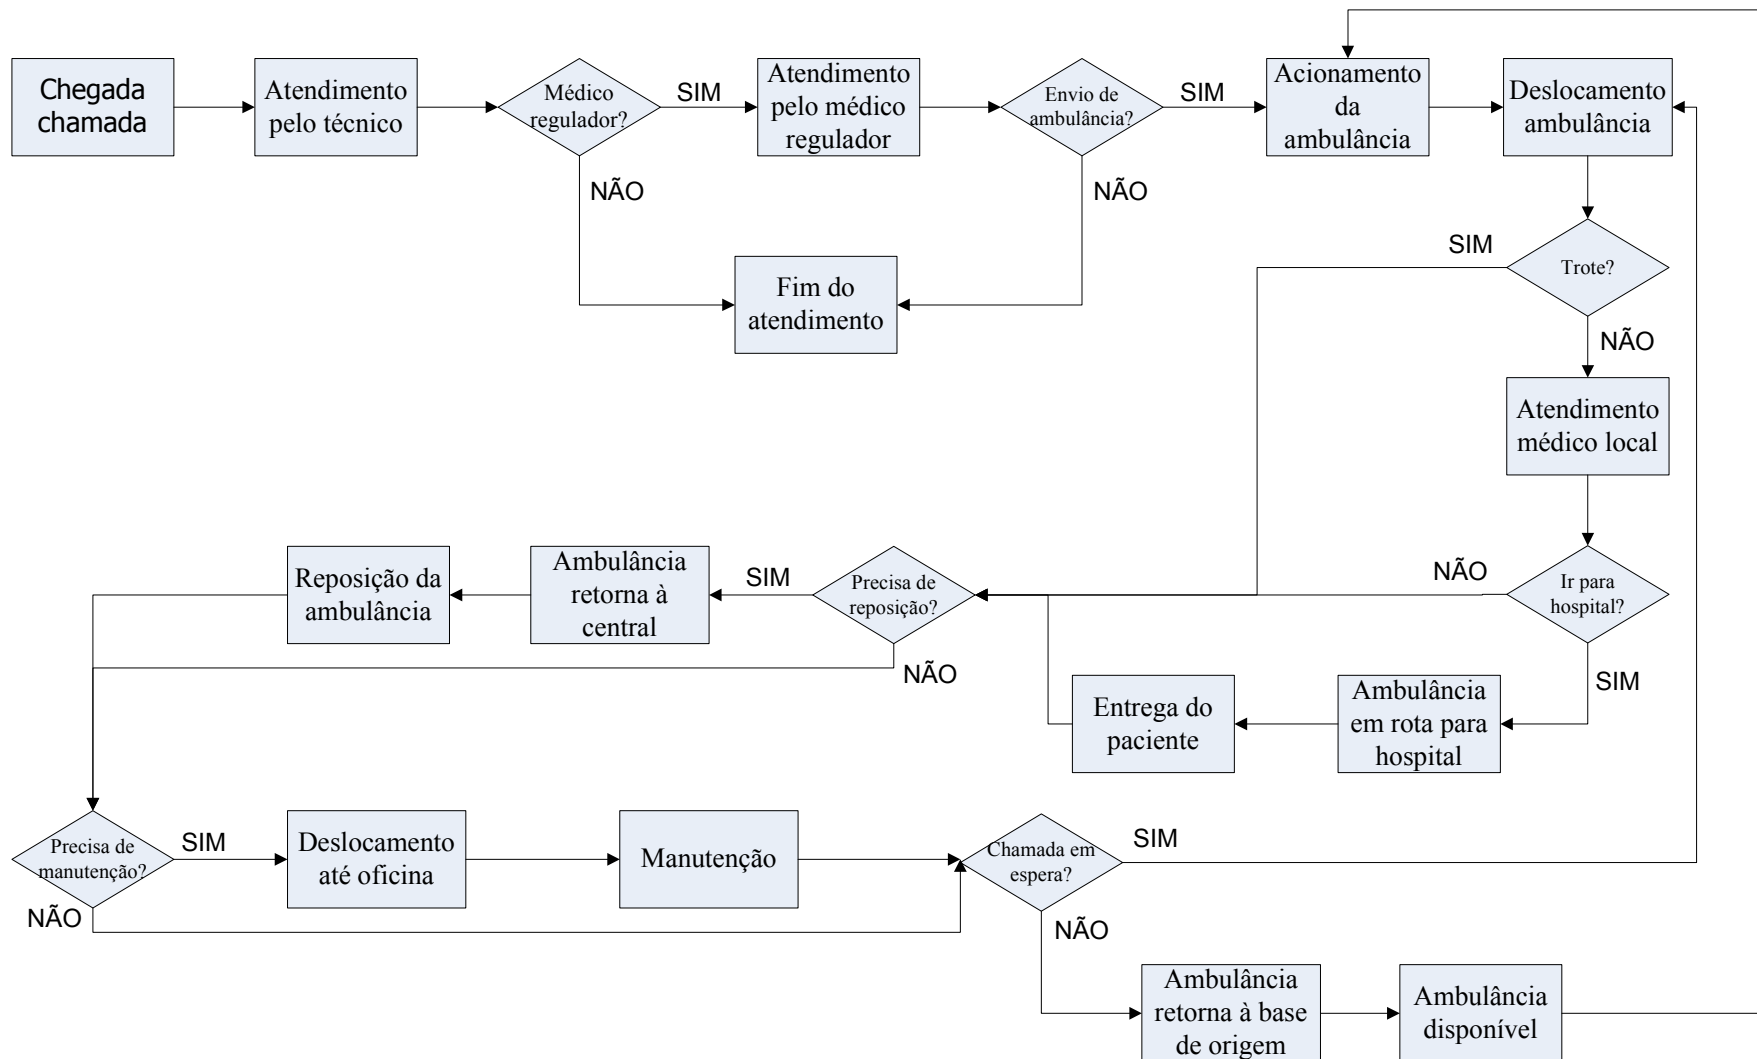 Chegada
chamada
Atendimento
pelo técnico
Médico
regulador?
SIM
Atendimento
pelo médico
regulador
Envio de
ambulância?
SIM
Acionamento
da
ambulância
Deslocamento
ambulância
NÃO
NÃO
Fim do
atendimento
SIM
Trote?
NÃO
Atendimento
médico local
Reposição da
ambulância
Ambulância
retorna à
central
SIM
Precisa de
reposição?
NÃO
Ir para
hospital?
NÃO
SIM
Entrega do
paciente
Ambulância
em rota para
hospital
Precisa de
manutenção?
SIM
Deslocamento
até oficina
Manutenção
Chamada em
espera?
SIM
NÃO
NÃO
Ambulância
retorna à base
de origem
Ambulância
disponível